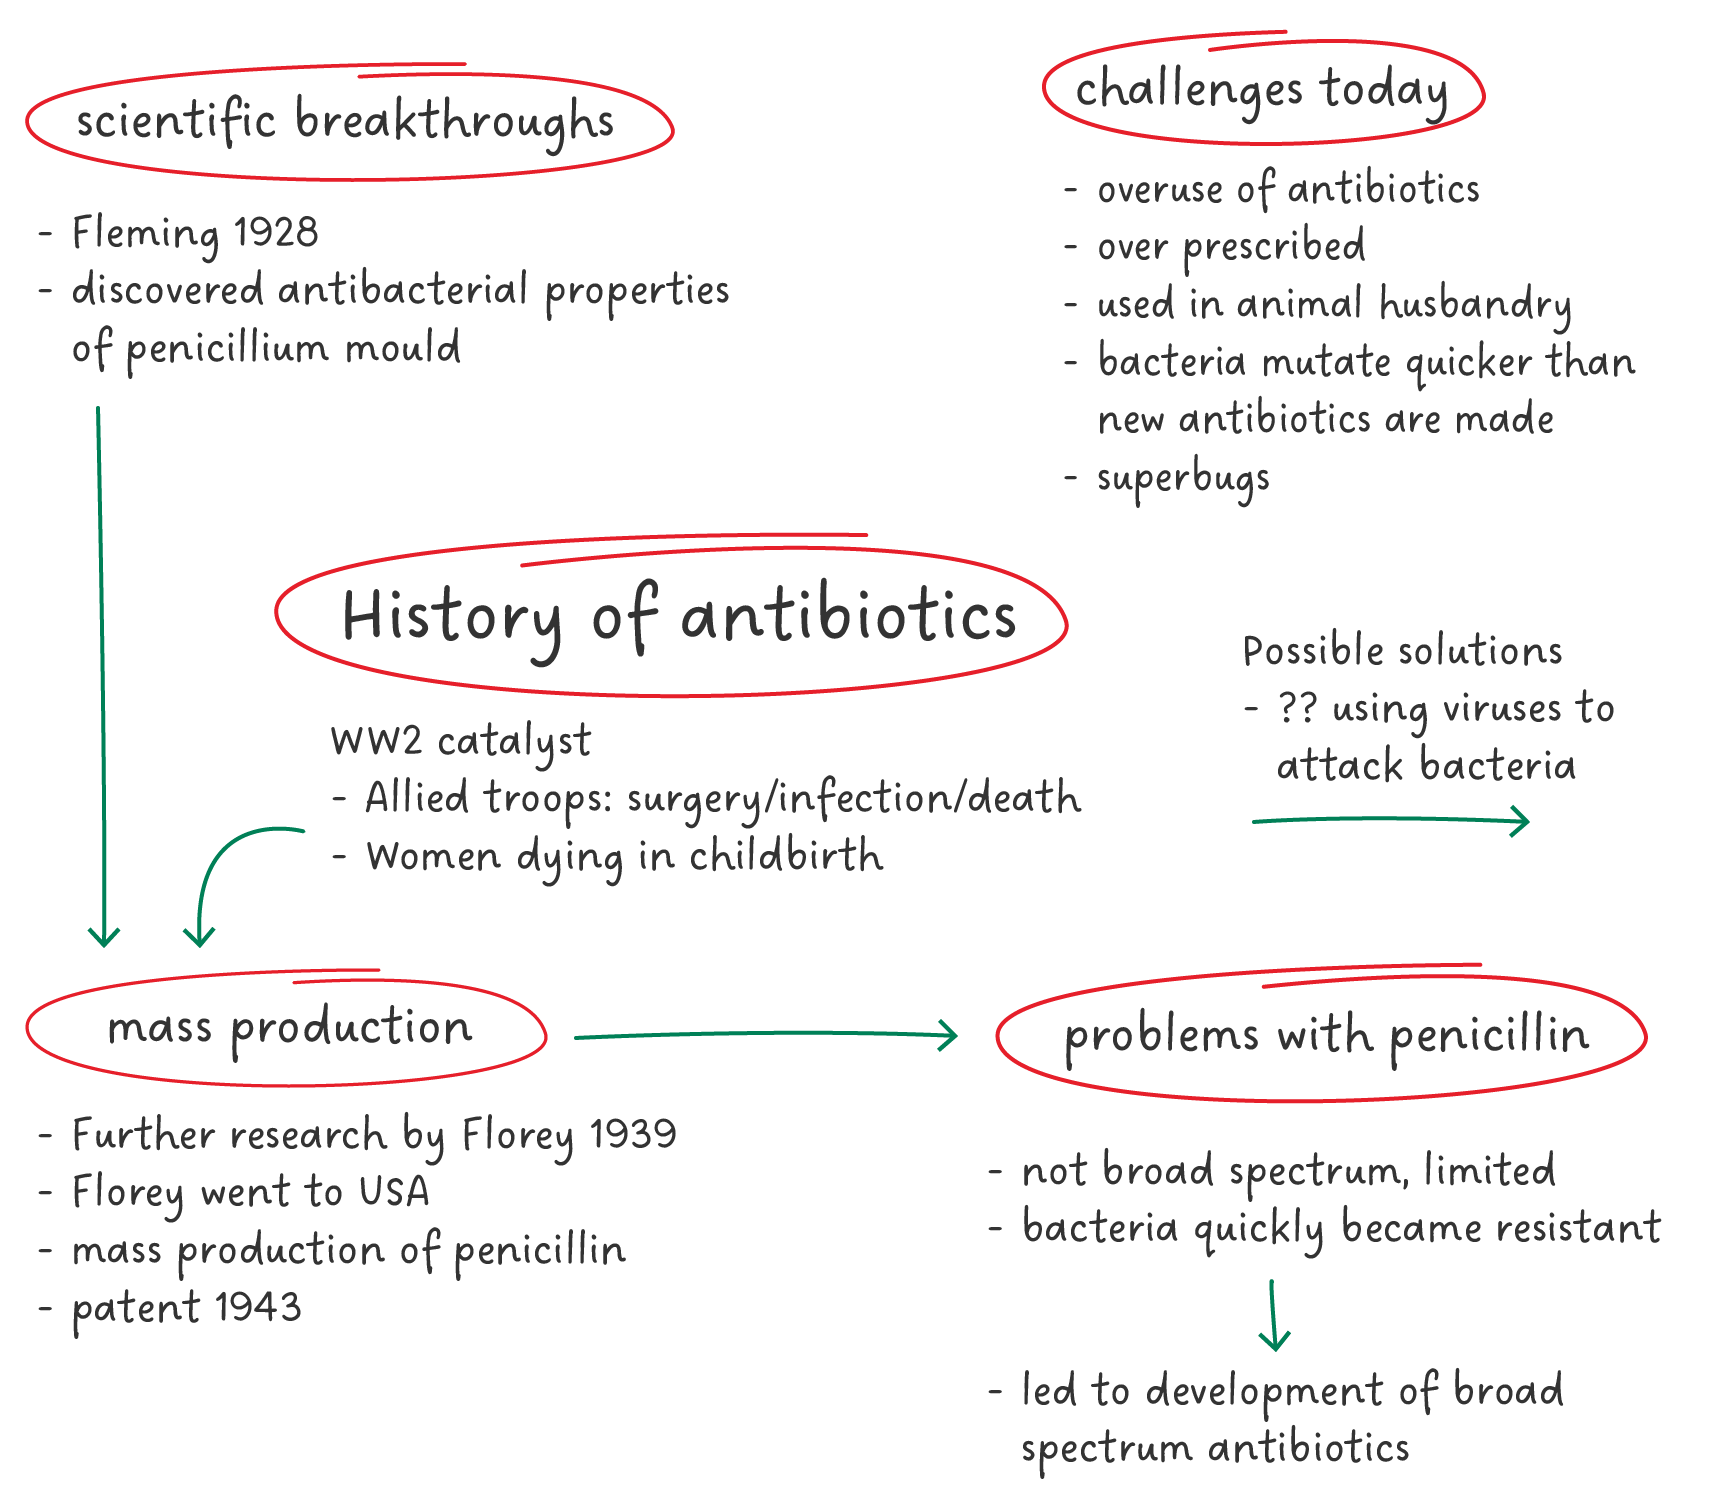 scientific breakthroughs
- Fleming 1928
- discovered antibacterial properties
of penicillium mould
challenges today
- overuse of antibiotics
- over prescribed
- used in animal husbandry
- bacteria mutate quicker than
new antibiotics are made
- superbugs
History of antibiotics
WW2 catalyst
- Allied troops: surgery/infection/death
- Women dying in childbirth
Possible solutions
- ?? using viruses to
attack bacteria
mass production
- Further research by Florey 1939
- Florey went to USA
- mass production of penicillin
- patent 1943
problems with penicillin
- not broad spectrum, limited
- bacteria quickly became resistant
- led to development of broad
spectrum antibiotics